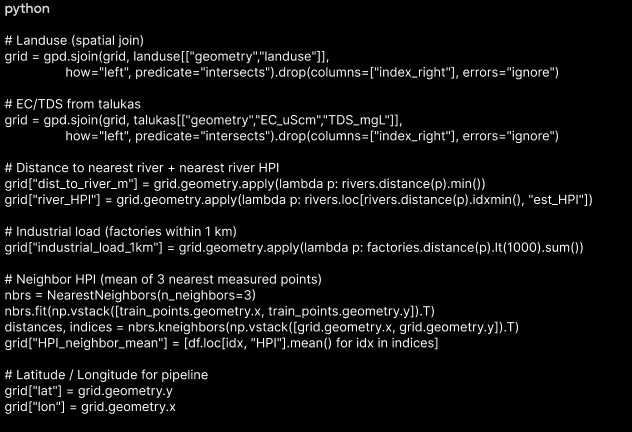 python
# Landuse (spatial join)
grid = gpd.sjoin(grid, landuse[["geometry","landuse"]],
how="left", predicate="intersects").drop(columns=["index_right"], errors="ignore")
# EC/TDS from talukas
grid = gpd.sjoin(grid, talukas[["geometry","EC_uScm","TDS_mgL"]],
how="left", predicate="intersects").drop(columns=["index_right"], errors="ignore")
# Distance to nearest river + nearest river HPI
grid["dist_to_river_m"] = grid.geometry.apply(lambda p: rivers.distance(p).min())
grid["river_HPI"] = grid.geometry.apply(lambda p: rivers.loc[rivers.distance(p).idxmin(), "est_HPI"])
# Industrial load (factories within 1 km)
grid["industrial_load_1km"] = grid.geometry.apply(lambda p: factories.distance(p).lt(1000).sum())
# Neighbor HPI (mean of 3 nearest measured points)
nbrs = NearestNeighbors(n_neighbors=3)
nbrs.fit(np.vstack([train_points.geometry.x, train_points.geometry.y]).T)
distances, indices = nbrs.kneighbors(np.vstack([grid.geometry.x, grid.geometry.y]).T)
grid["HPI_neighbor_mean"] = [df.loc[idx, "HPI"].mean() for idx in indices]
# Latitude / Longitude for pipeline
grid["lat"] = grid.geometry.y
grid["lon"] = grid.geometry.x